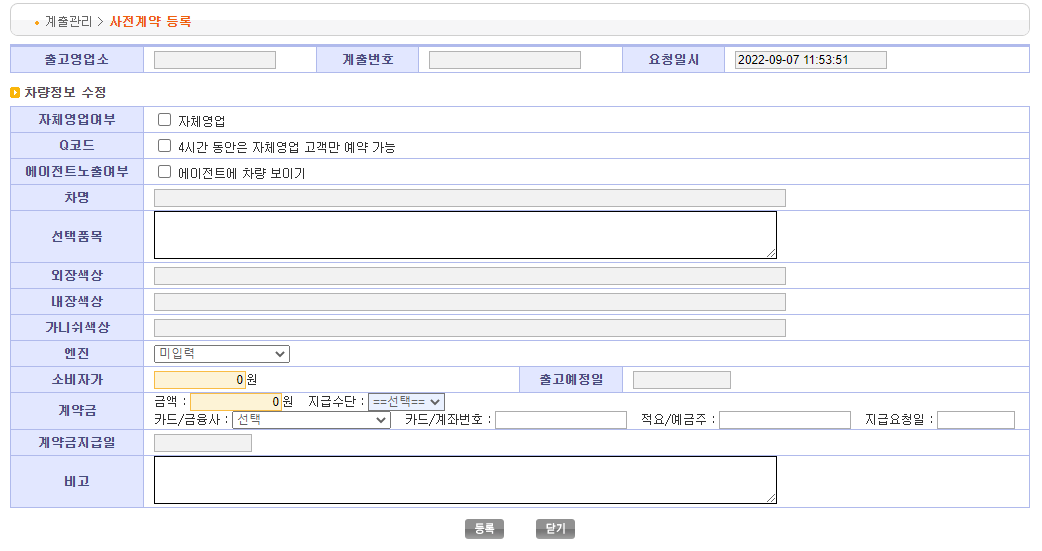 계출관리 > 사전계약 등록
출고영업소 계출번호 요청일시 2022-09-07 11:53:51
차량정보 수정
자체영업여부 자체영업
Q코드 4시간 동안은 자체영업 고객만 예약 가능
에이전트노출여부 에이전트에 차량 보이기
차명
선택품목
외장색상
내장색상
가니쉬색상
엔진 미입력
소비자가 0원 출고예정일
계약금 금액 : 0원 지급수단 : ==선택==
카드/금융사 : 선택 카드/계좌번호 : 적요/예금주 : 지급요청일 :
계약금지급일
비고
등록 닫기